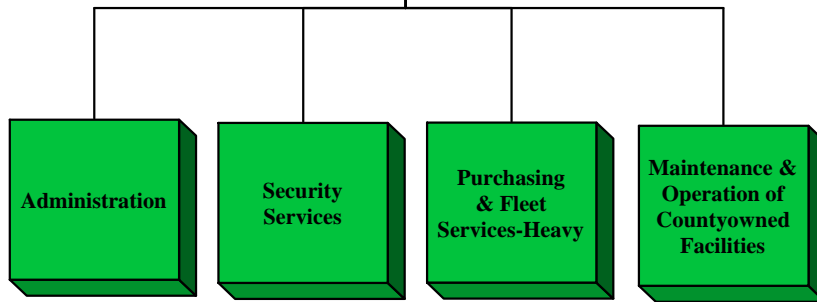 Administration
Security
Services
Purchasing
& Fleet
Services-Heavy
Maintenance &
Operation of
Countyowned
Facilities